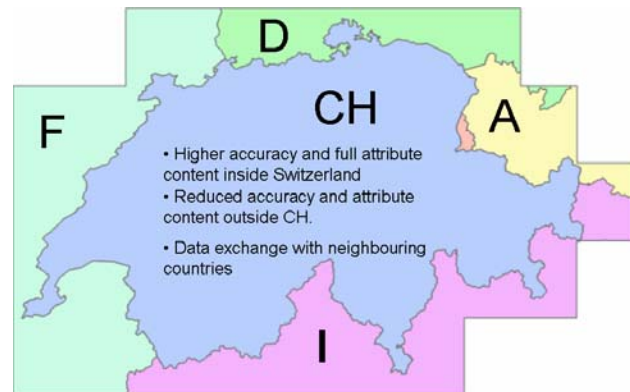 D
CH
F
A
• Higher accuracy and full attribute
content inside Switzerland
• Reduced accuracy and attribute
content outside CH.
• Data exchange with neighbouring
countries
I